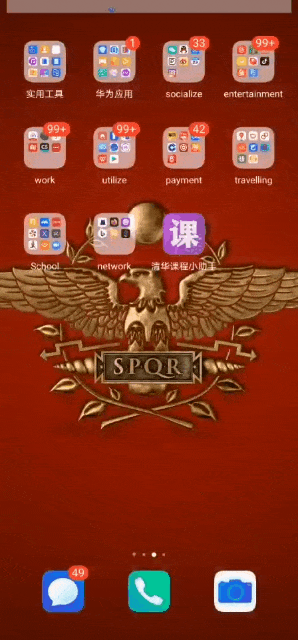 1
33
99+
实用工具
华为应用
socialize
entertainment
99+
99+
42
work
utilize
payment
travelling
课
School
network
清华课程小助手
SPQR
49